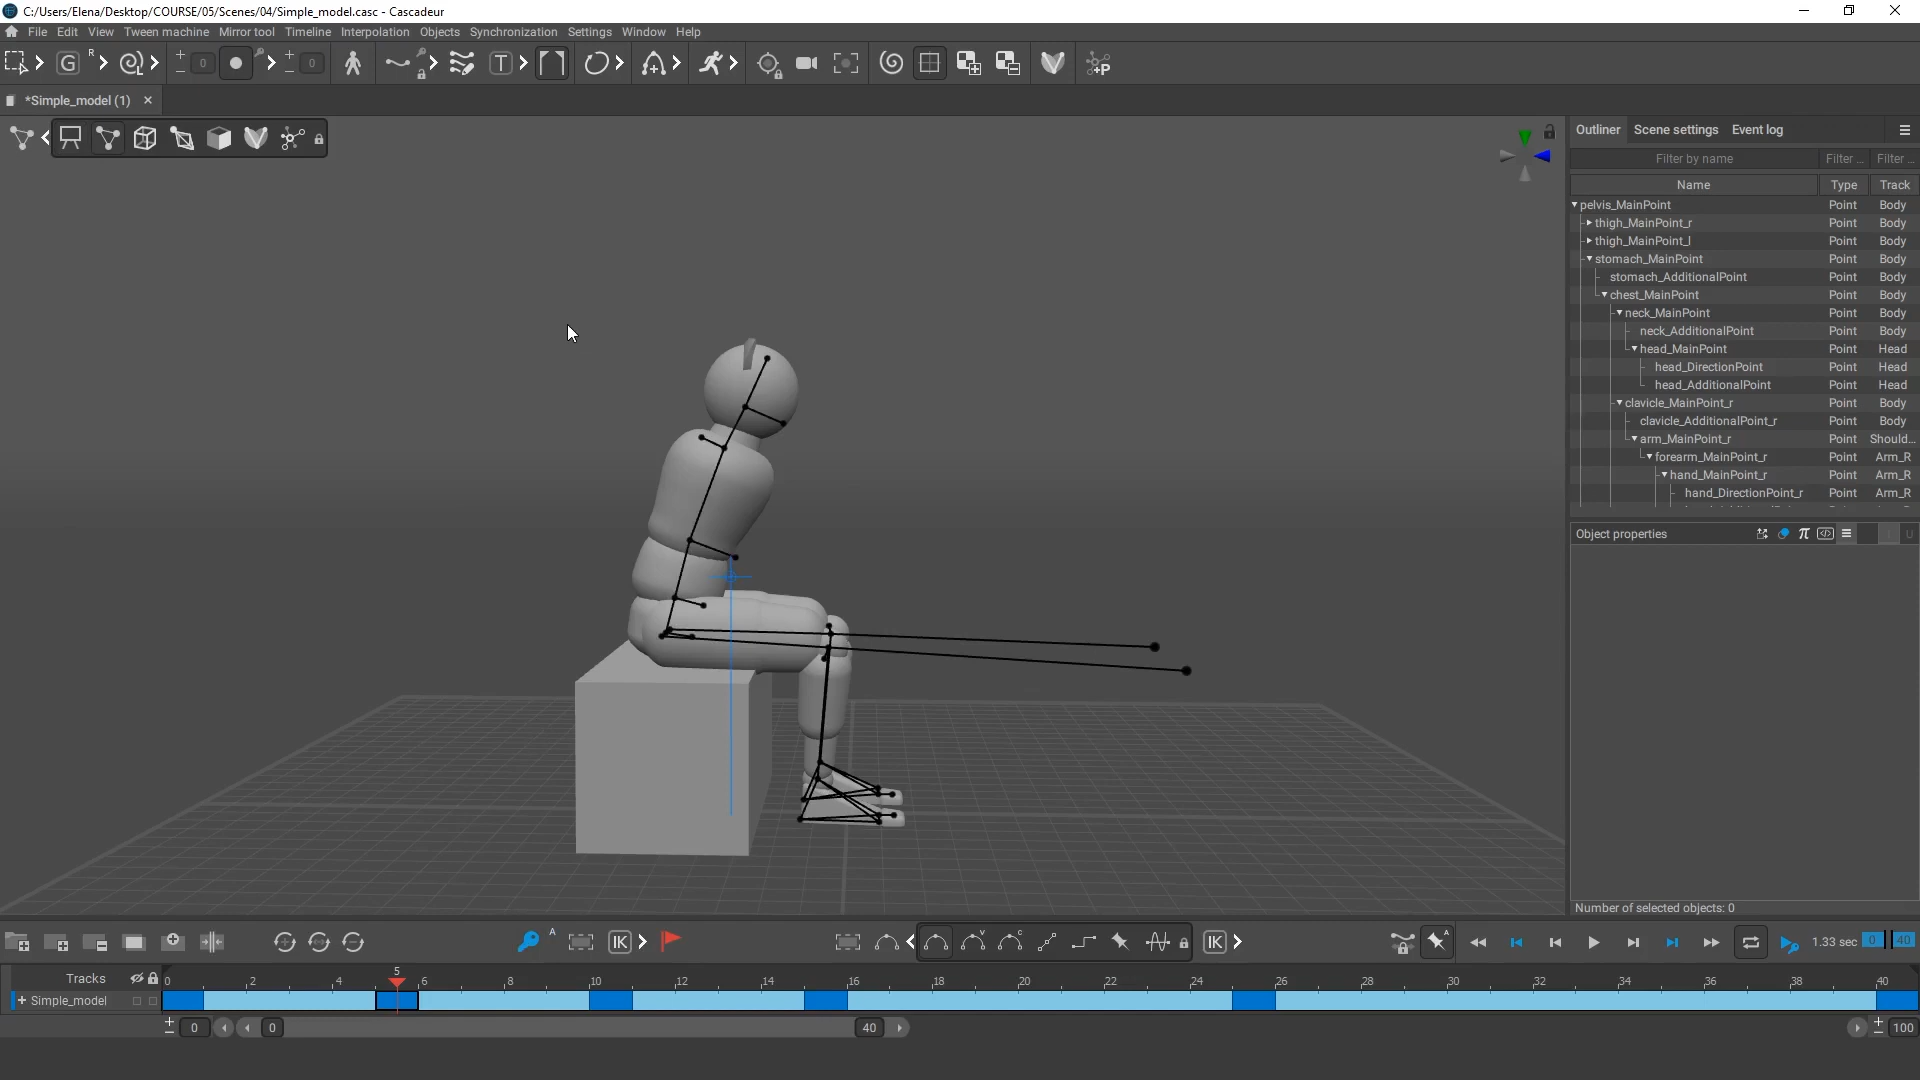 C:/Users/Elena/Desktop/COURSE/05/Scenes/04/Simple_model.casc - Cascadeur
File Edit View Tween machine Mirror tool Timeline Interpolation Objects Synchronization Settings Window Help
G R 0 0 T +P
*Simple_model (1)
Outliner Scene settings Event log
Filter by name Filter ... Filter ...
Name Type Track
pelvis_MainPoint Point Body
thigh_MainPoint_r Point Body
thigh_MainPoint_l Point Body
stomach_MainPoint Point Body
stomach_AdditionalPoint Point Body
chest_MainPoint Point Body
neck_MainPoint Point Body
neck_AdditionalPoint Point Body
head_MainPoint Point Head
head_DirectionPoint Point Head
head_AdditionalPoint Point Head
clavicle_MainPoint_r Point Body
clavicle_AdditionalPoint_r Point Body
arm_MainPoint_r Point Should...
forearm_MainPoint_r Point Arm_R
hand_MainPoint_r Point Arm_R
hand_DirectionPoint_r Point Arm_R
Object properties
Number of selected objects: 0
A IK V C IK A 1.33 sec 0 40
Tracks 0 2 4 5 6 8 10 12 14 16 18 20 22 24 26 28 30 32 34 36 38 40
+ Simple_model
0 0 40 100